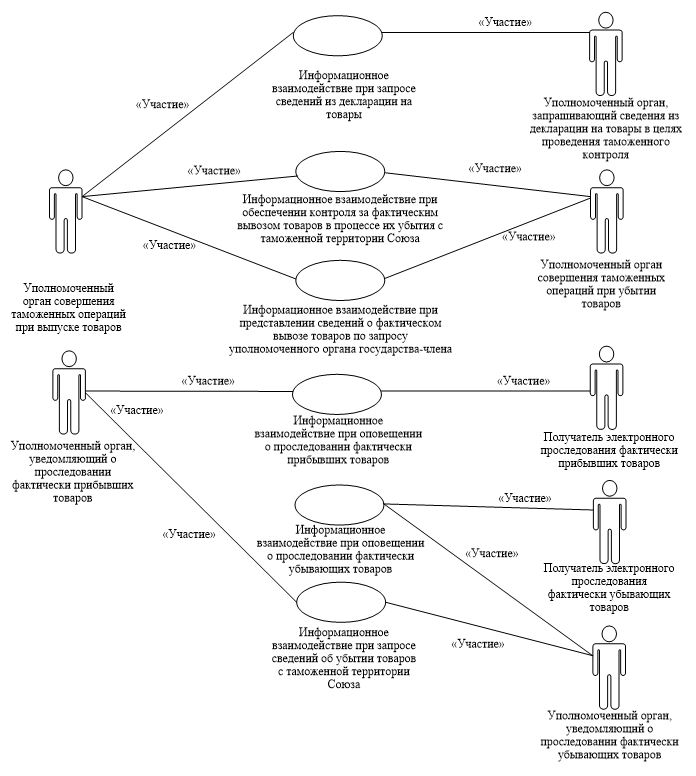 «Участие»
Информационное
взаимодействие при запросе
сведений из декларации на
товары
Уполномоченный орган,
запрашивающий сведения из
декларации на товары в целях
проведения таможенного
контроля
«Участие»
«Участие»
«Участие»
Информационное взаимодействие при
обеспечении контроля за фактическим
вывозом товаров в процессе их убытия с
таможенной территории Союза
«Участие»
«Участие»
Уполномоченный
орган совершения
таможенных операций
при выпуске товаров
Уполномоченный орган
совершения таможенных
операций при убытии
товаров
Информационное взаимодействие при
представлении сведений о фактическом
вывозе товаров по запросу
уполномоченного органа государства-члена
«Участие»
«Участие»
«Участие»
Уполномоченный орган,
уведомляющий о
проследовании
фактически прибывших
товаров
Информационное
взаимодействие при оповещении
о проследовании фактически
прибывших товаров
Получатель электронного
проследования фактически
прибывших товаров
«Участие»
«Участие»
Информационное
взаимодействие при оповещении
о проследовании фактически
убывающих товаров
«Участие»
Получатель электронного
проследования
фактически убывающих
товаров
Информационное
взаимодействие при запросе
сведений об убытии товаров
с таможенной территории
Союза
«Участие»
Уполномоченный орган,
уведомляющий о
проследовании фактически
убывающих товаров